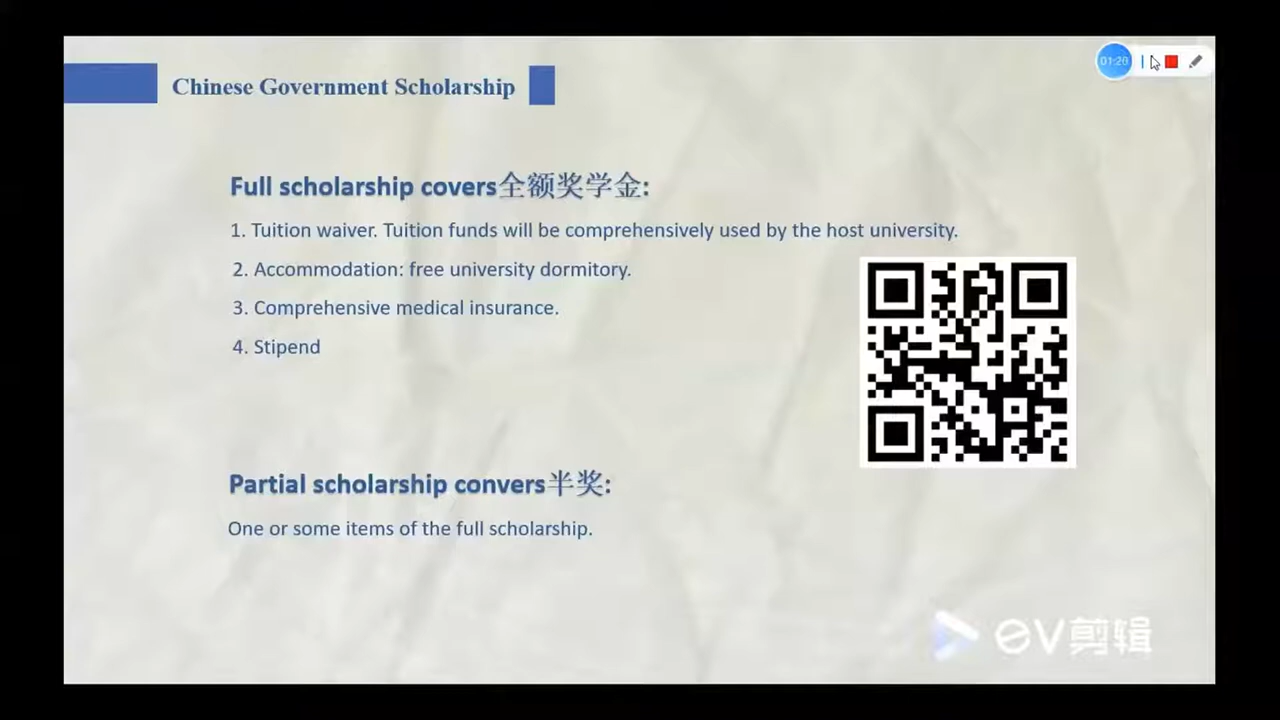 Chinese Government Scholarship
01:26
Full scholarship covers全额奖学金:
1. Tuition waiver. Tuition funds will be comprehensively used by the host university.
2. Accommodation: free university dormitory.
3. Comprehensive medical insurance.
4. Stipend
Partial scholarship convers半奖:
One or some items of the full scholarship.
EV剪辑